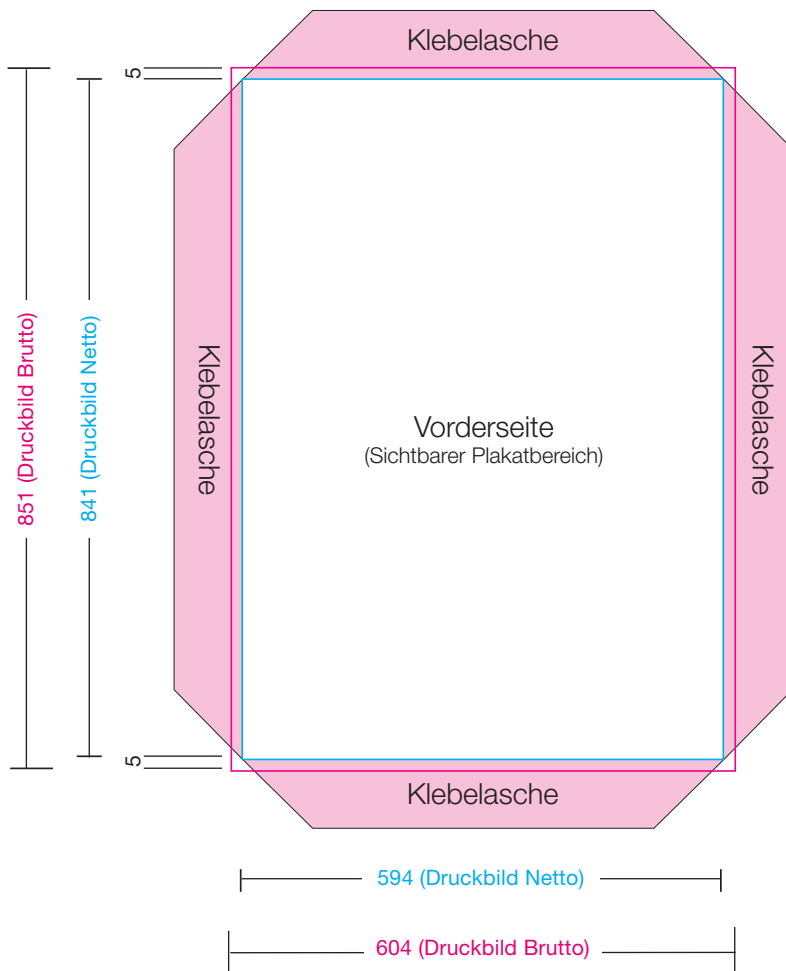 Klebelasche
5
851 (Druckbild Brutto)
841 (Druckbild Netto)
Klebelasche
Vorderseite
(Sichtbarer Plakatbereich)
Klebelasche
5
Klebelasche
594 (Druckbild Netto)
604 (Druckbild Brutto)